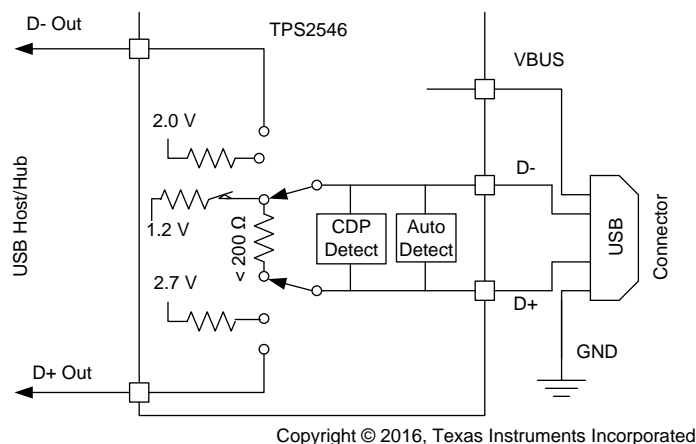 D- Out
TPS2546
VBUS
2.0 V
D-
1.2 V
CDP
Detect
Auto
Detect
< 200 Ω
USB Host/Hub
USB
Connector
2.7 V
D+
GND
D+ Out
Copyright © 2016, Texas Instruments Incorporated